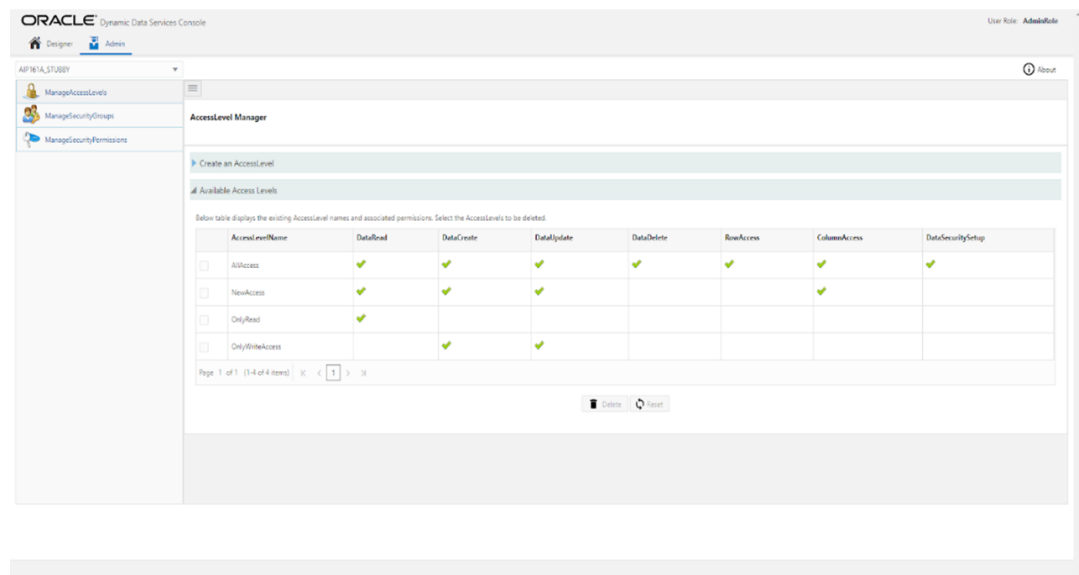 ORACLE Dynamic Data Services Console
User Role: AdminRole
Designer Admin
AIP161A_STUBBY
About
ManageAccessLevels
ManageSecurityGroups
ManageSecurityPermissions
AccessLevel Manager
Create an AccessLevel
Available Access Levels
Below table displays the existing AccessLevel names and associated permissions. Select the AccessLevels to be deleted.
AccessLevelName DataRead DataCreate DataUpdate DataDelete RowAccess ColumnAccess DataSecuritySetup
AllAccess
NewAccess
OnlyRead
OnlyWriteAccess
Page 1 of 1 (1-4 of 4 items) K < 1 > X
Delete Reset